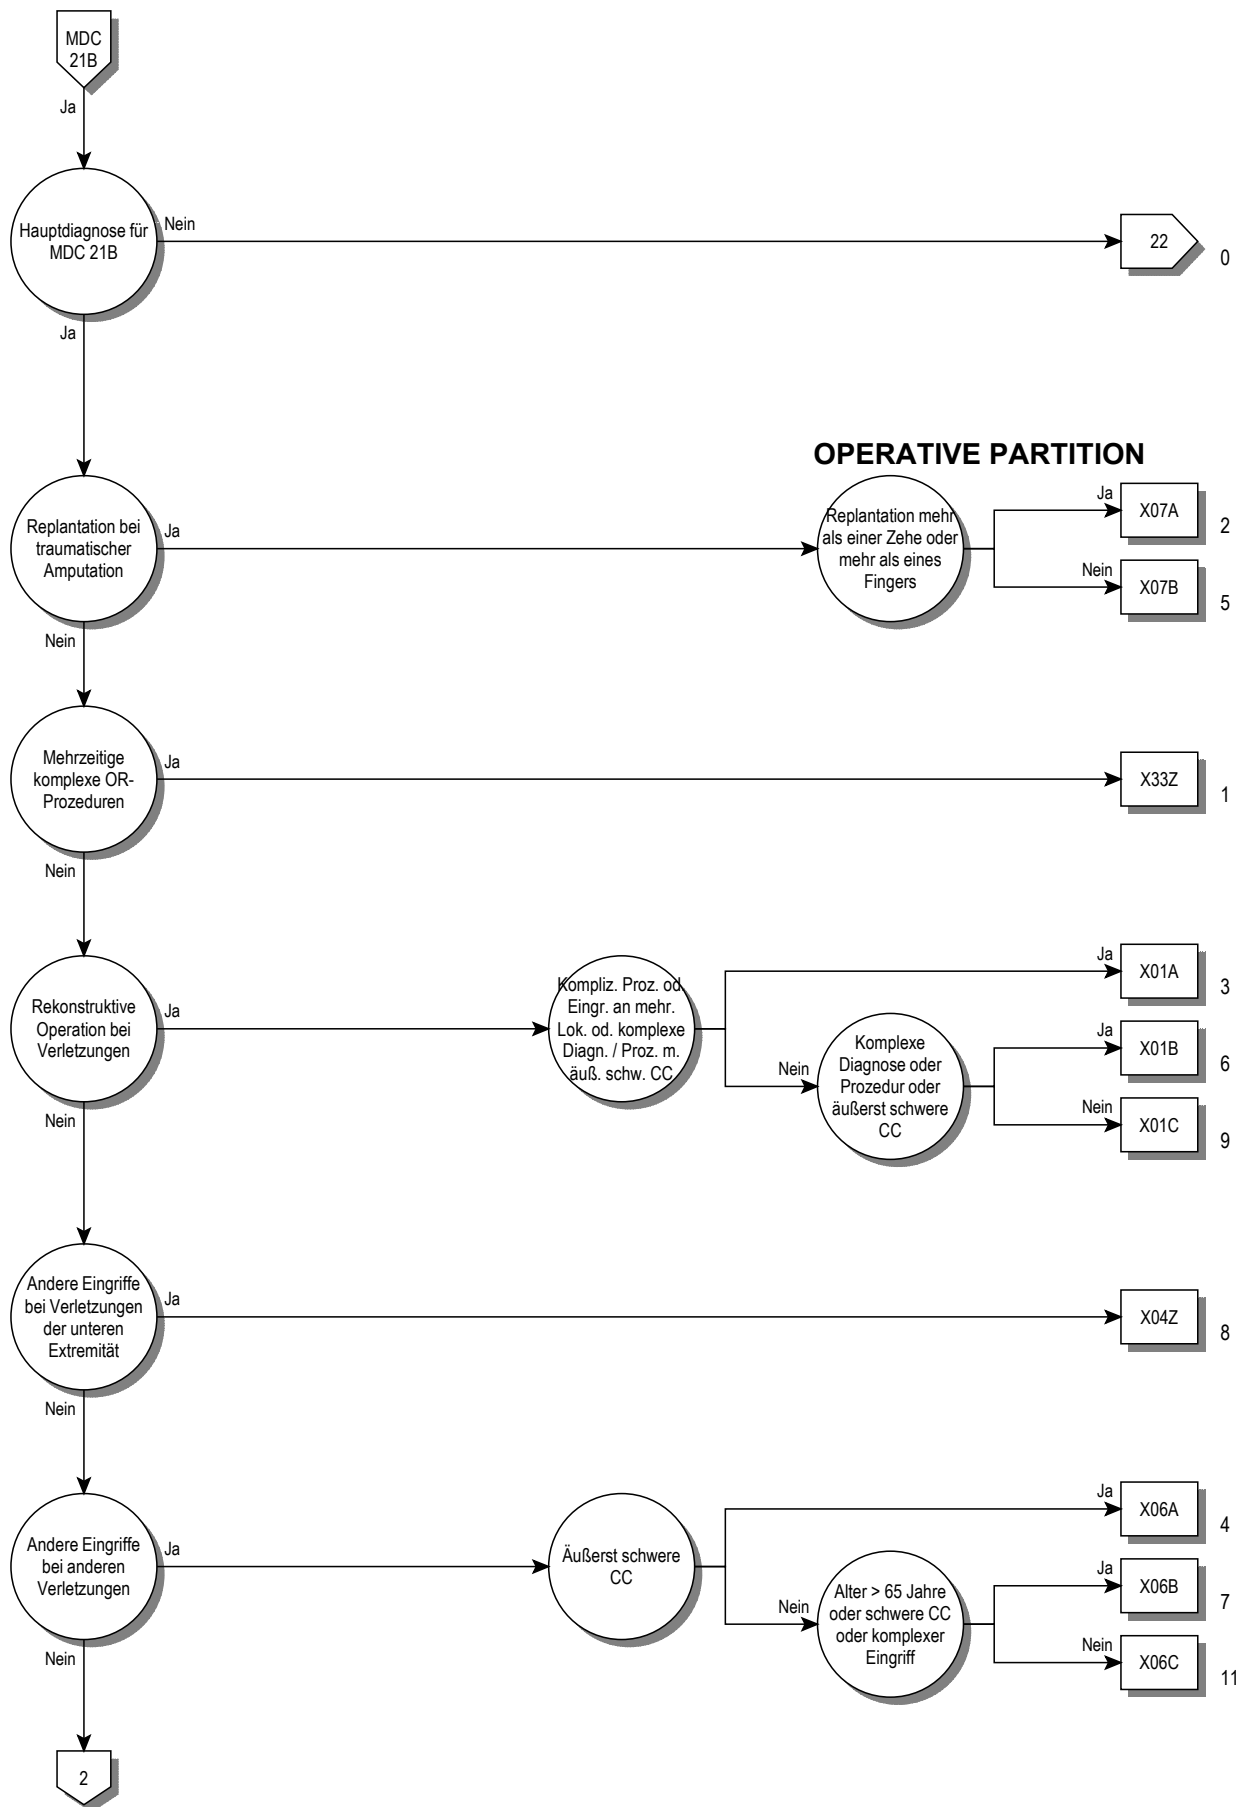 MDC
21B
Ja
Hauptdiagnose für
MDC 21B
Nein
22
0
Ja
OPERATIVE PARTITION
Replantation bei
traumatischer
Amputation
Ja
Replantation mehr
als einer Zehe oder
mehr als eines
Fingers
Ja
X07A
2
Nein
X07B
5
Nein
Mehrzeitige
komplexe OR-
Prozeduren
Ja
X33Z
1
Nein
Rekonstruktive
Operation bei
Verletzungen
Ja
Kompliz. Proz. od.
Eingr. an mehr.
Lok. od. komplexe
Diagn. / Proz. m.
äuß. schw. CC
Ja
X01A
3
Nein
Komplexe
Diagnose oder
Prozedur oder
äußerst schwere
CC
Ja
X01B
6
Nein
X01C
9
Nein
Andere Eingriffe
bei Verletzungen
der unteren
Extremität
Ja
X04Z
8
Nein
Andere Eingriffe
bei anderen
Verletzungen
Ja
Äußerst schwere
CC
Ja
X06A
4
Nein
Alter > 65 Jahre
oder schwere CC
oder komplexer
Eingriff
Ja
X06B
7
Nein
X06C
11
Nein
2